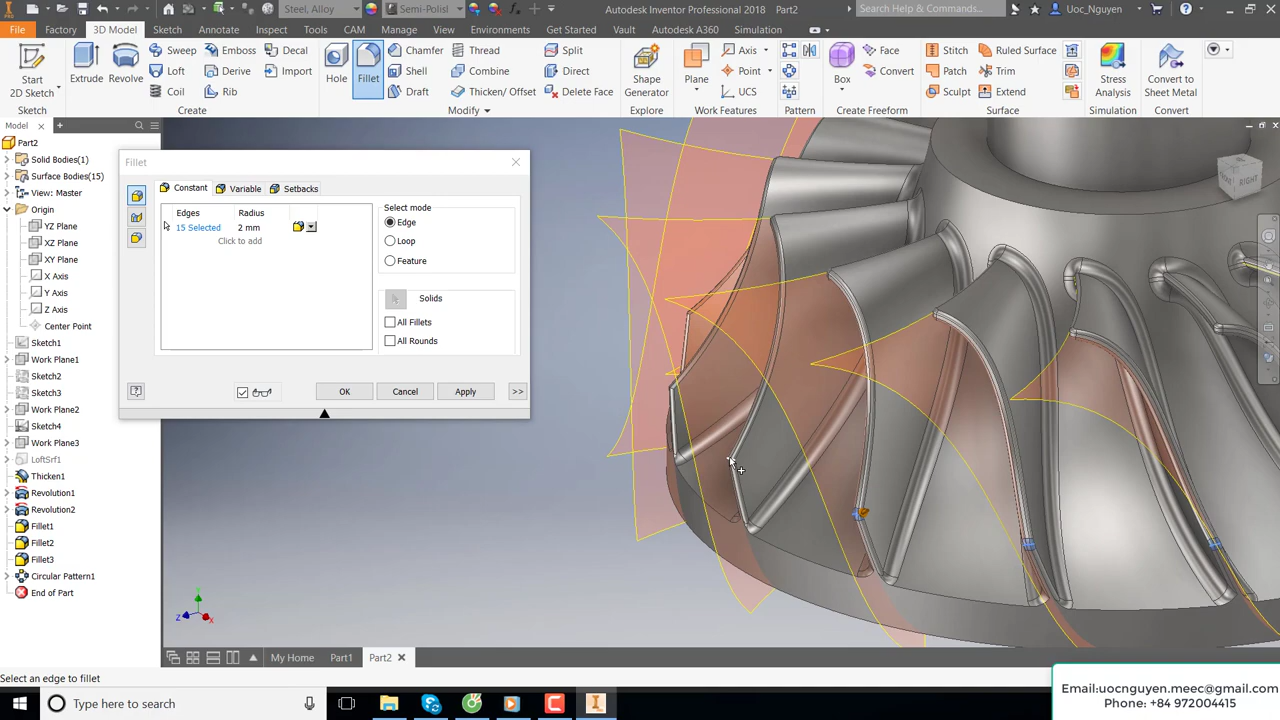 Steel, Alloy
Semi-Polisl
Autodesk Inventor Professional 2018 Part2
Search Help & Commands...
Uoc_Nguyen
File Factory 3D Model Sketch Annotate Inspect Tools CAM Manage View Environments Get Started Vault Autodesk A360 Simulation
Start
2D Sketch
Extrude
Revolve
Sweep
Loft
Coil
Emboss
Derive
Rib
Decal
Import
Hole
Fillet
Chamfer
Shell
Draft
Thread
Combine
Thicken/ Offset
Split
Direct
Delete Face
Shape
Generator
Plane
Axis
Point
UCS
Box
Face
Convert
Stitch
Patch
Sculpt
Ruled Surface
Trim
Extend
Stress
Analysis
Convert to
Sheet Metal
Sketch Create Modify Explore Work Features Pattern Create Freeform Surface Simulation Convert
Model
Part2
Solid Bodies(1)
Surface Bodies(15)
View: Master
Origin
YZ Plane
XZ Plane
XY Plane
X Axis
Y Axis
Z Axis
Center Point
Sketch1
Work Plane1
Sketch2
Sketch3
Work Plane2
Sketch4
Work Plane3
LoftSrf1
Thicken1
Revolution1
Revolution2
Fillet1
Fillet2
Fillet3
Circular Pattern1
End of Part
Fillet
Constant Variable Setbacks
Edges Radius
15 Selected 2 mm
Click to add
Select mode
Edge
Loop
Feature
Solids
All Fillets
All Rounds
OK Cancel Apply >>
RIGHT
Y
Z
X
My Home Part1 Part2
Select an edge to fillet
Type here to search
Email:uocnguyen.meec@gmail.com
Phone: +84 972004415